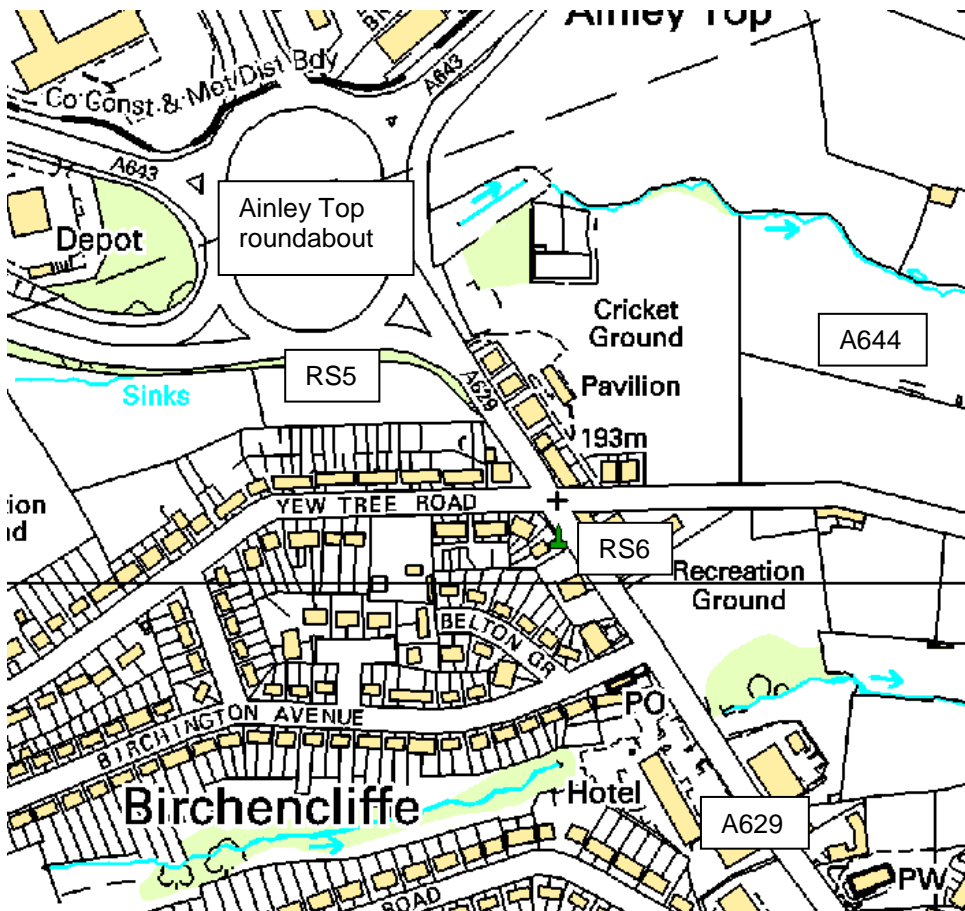 Ainley Top
A643
Co Const & Met Dist Bdy
A643
Ainley Top
roundabout
Depot
Cricket
Ground
A644
RS5
Sinks
A629
Pavilion
193m
YEW TREE ROAD
RS6
Recreation
Ground
BELTON GR
BIRCHINGTON AVENUE
PO
Birchencliffe
Hotel
A629
PW
ROAD